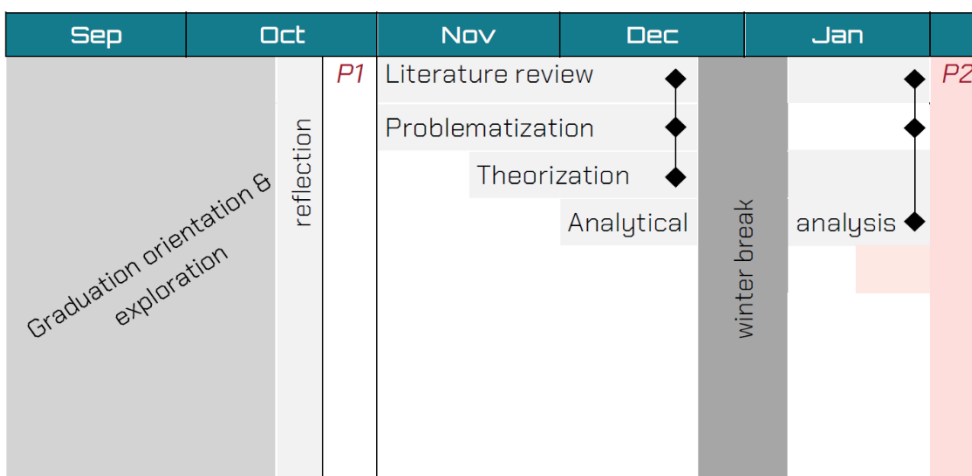 Sep Oct Nov Dec Jan
P1 Literature review P2
Problematization
Theorization
Analytical analysis
Graduation orientation &
exploration
reflection
winter break